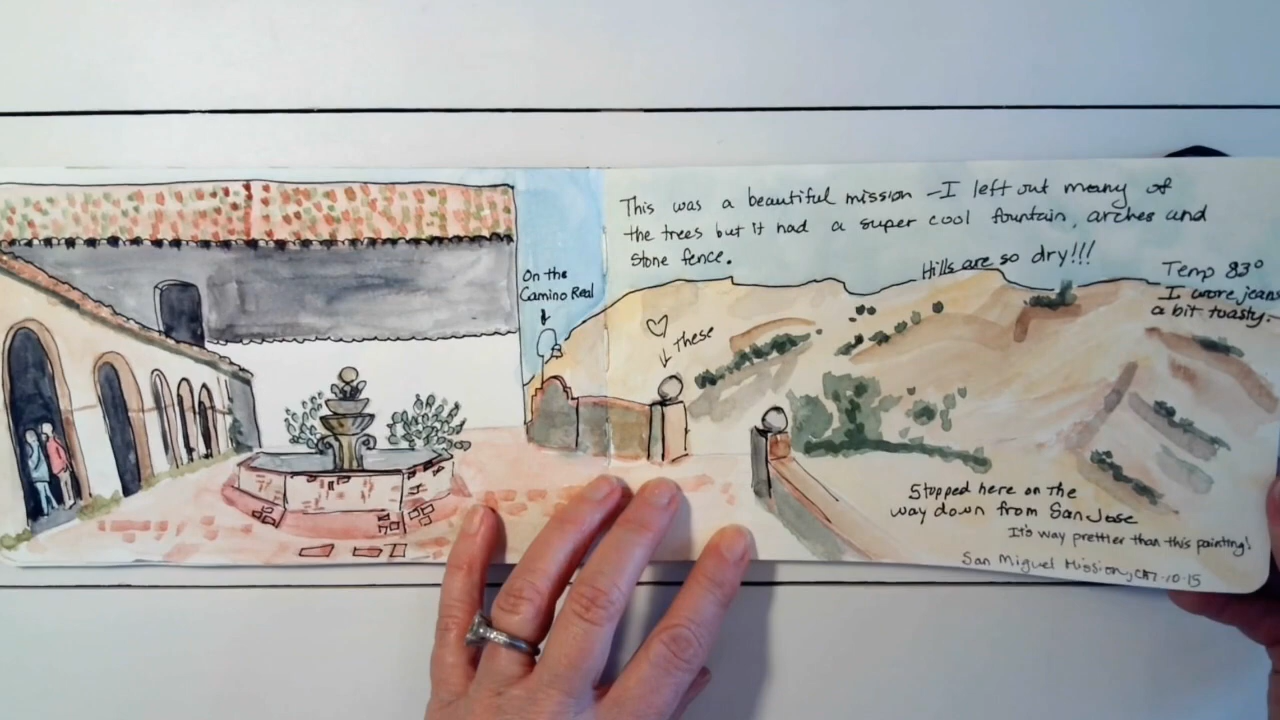 This was a beautiful mission - I left out many of
the trees but it had a super cool fountain, arches and
stone fence.
Hills are so dry!!!
Temp 83°
I wore jeans
a bit toasty.
On the
Camino Real
these
Stopped here on the
way down from San Jose
It's way prettier than this painting!
San Miguel Mission, CA 7-10-15